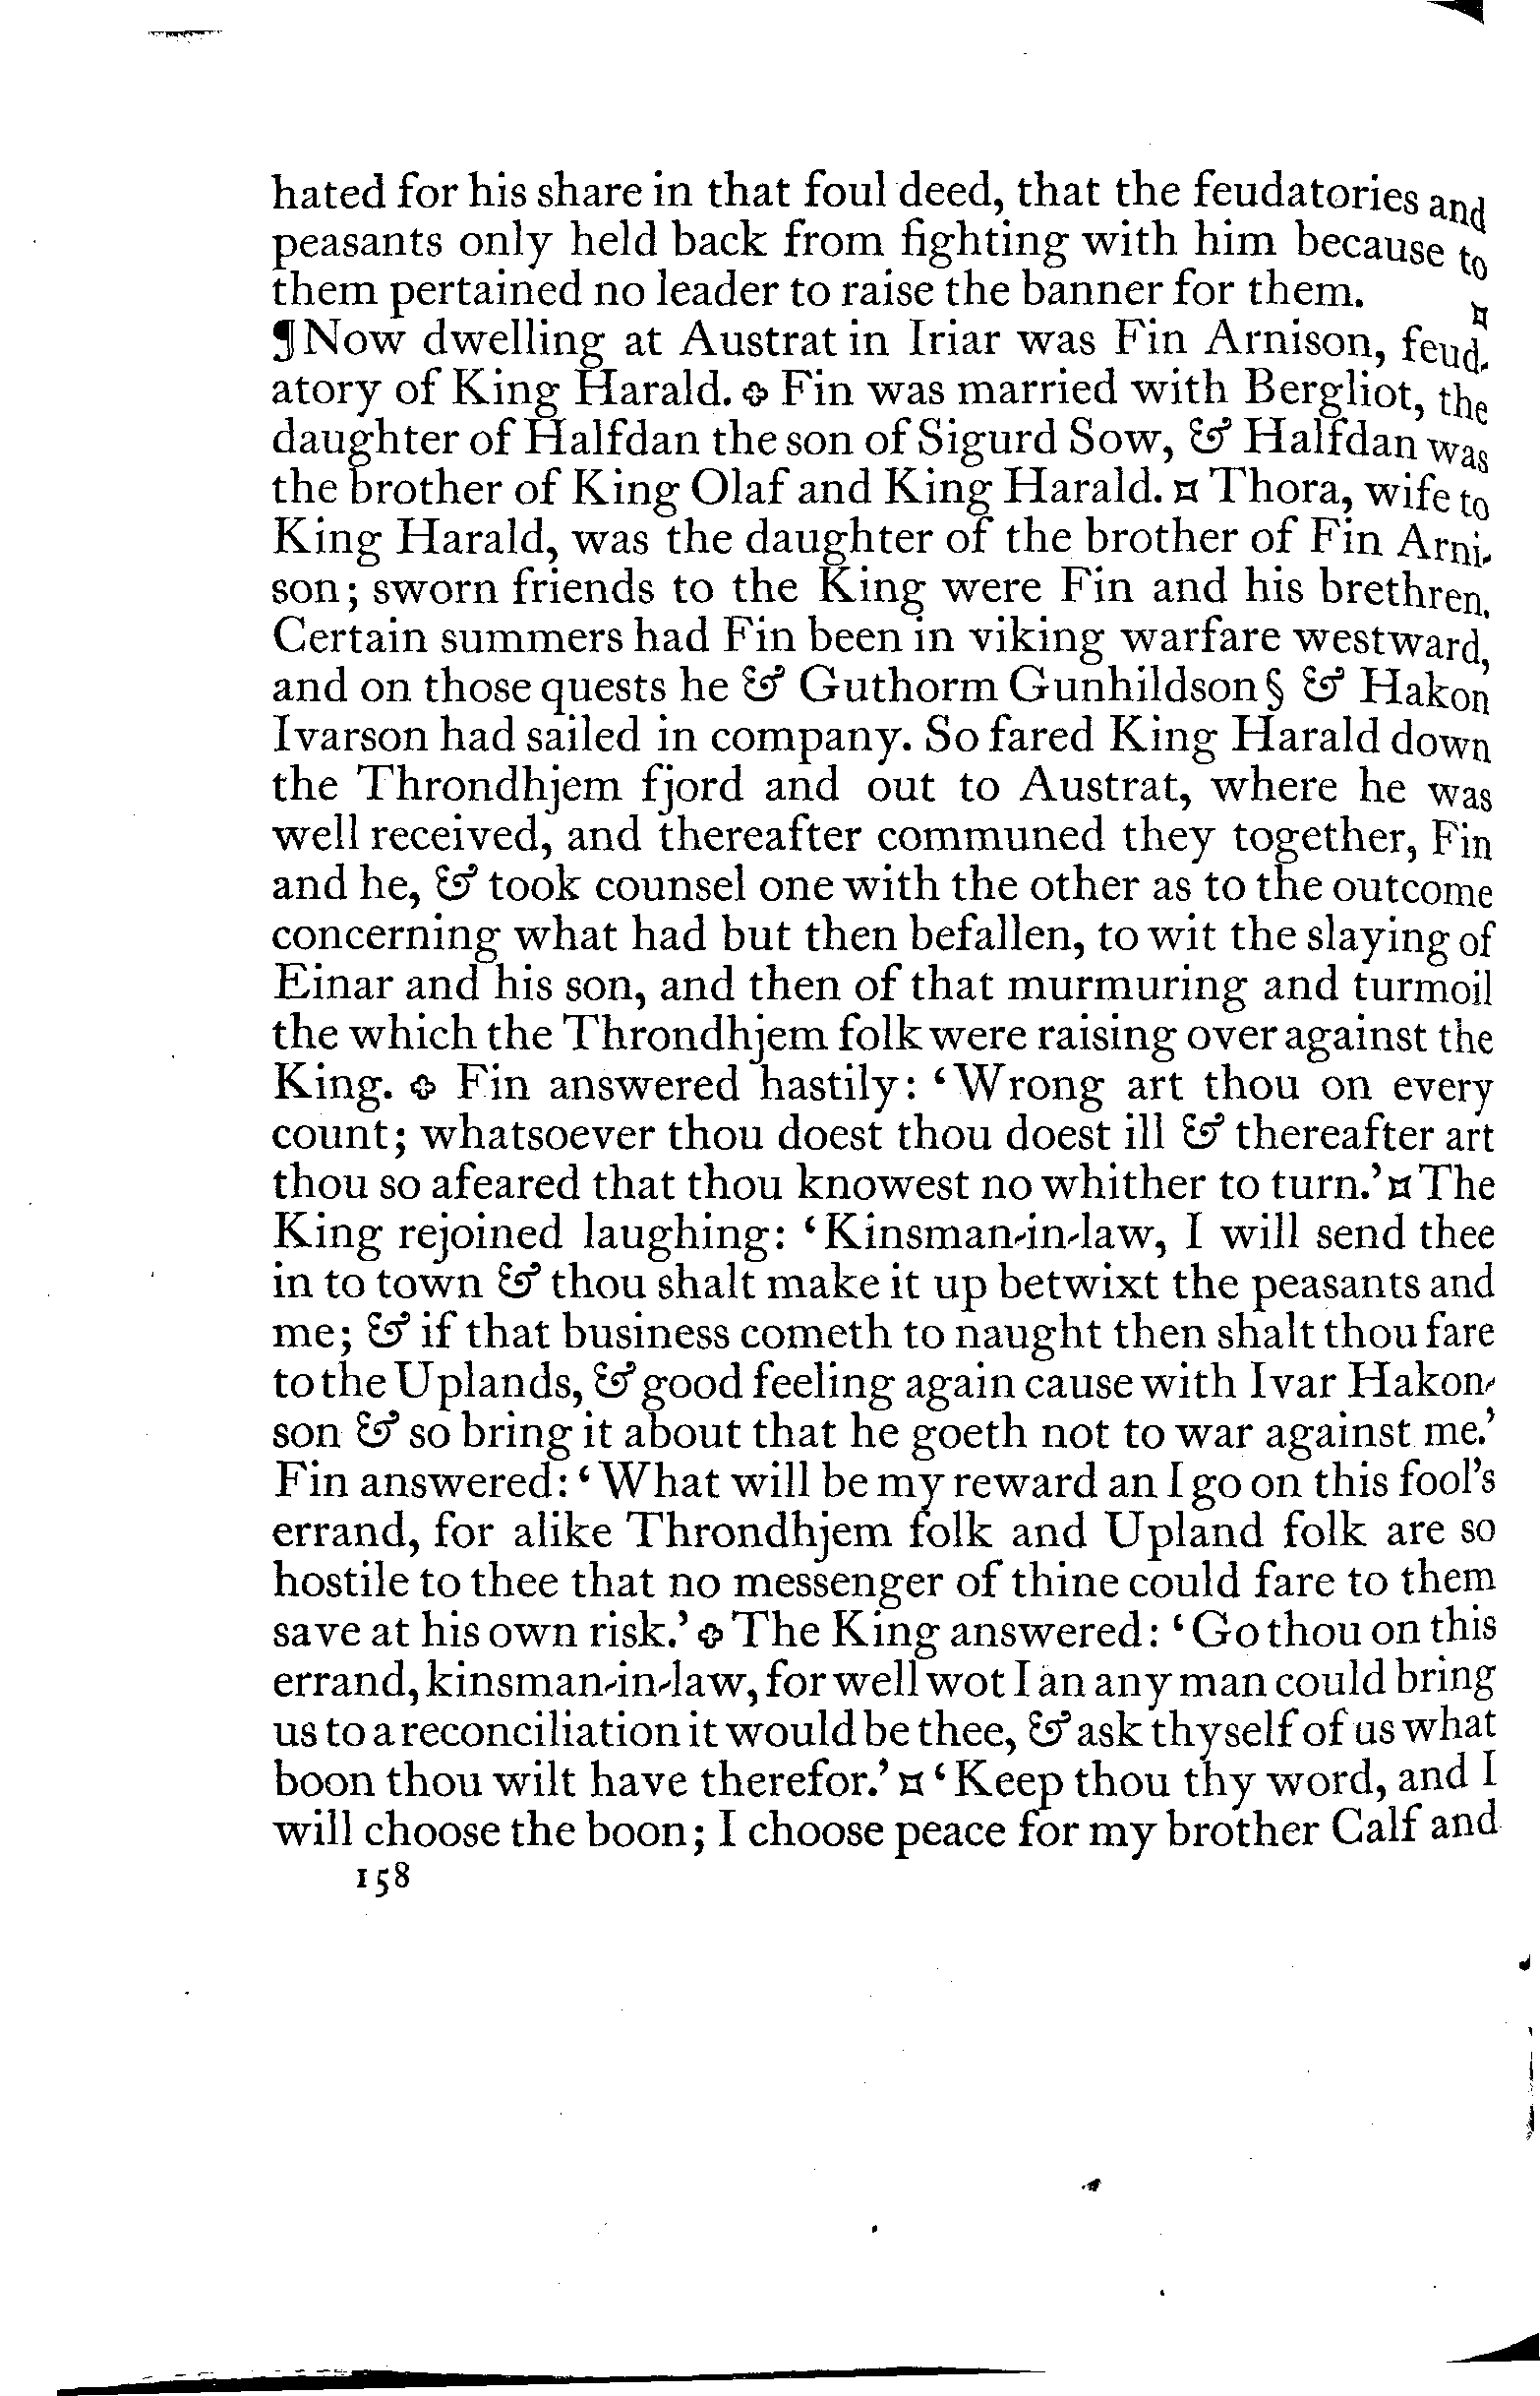 hated for his share in that foul deed, that the feudatories and
peasants only held back from fighting with him because to
them pertained no leader to raise the banner for them. ¤
¶Now dwelling at Austrat in Iriar was Fin Arnison, feud-
atory of King Harald. ✥ Fin was married with Bergliot, the
daughter of Halfdan the son of Sigurd Sow, & Halfdan was
the brother of King Olaf and King Harald. ¤ Thora, wife to
King Harald, was the daughter of the brother of Fin Arni-
son; sworn friends to the King were Fin and his brethren.
Certain summers had Fin been in viking warfare westward,
and on those quests he & Guthorm Gunhildson§ & Hakon
Ivarson had sailed in company. So fared King Harald down
the Throndhjem fjord and out to Austrat, where he was
well received, and thereafter communed they together, Fin
and he, & took counsel one with the other as to the outcome
concerning what had but then befallen, to wit the slaying of
Einar and his son, and then of that murmuring and turmoil
the which the Throndhjem folk were raising over against the
King. ✥ Fin answered hastily: ‘Wrong art thou on every
count; whatsoever thou doest thou doest ill & thereafter art
thou so afeared that thou knowest no whither to turn.’ ¤ The
King rejoined laughing: ‘Kinsman-in-law, I will send thee
in to town & thou shalt make it up betwixt the peasants and
me; & if that business cometh to naught then shalt thou fare
to the Uplands, & good feeling again cause with Ivar Hakon-
son & so bring it about that he goeth not to war against me.’
Fin answered: ‘What will be my reward an I go on this fool's
errand, for alike Throndhjem folk and Upland folk are so
hostile to thee that no messenger of thine could fare to them
save at his own risk.’ ✥ The King answered: ‘Go thou on this
errand, kinsman-in-law, for well wot I an any man could bring
us to a reconciliation it would be thee, & ask thyself of us what
boon thou wilt have therefor.’ ¤ ‘Keep thou thy word, and I
will choose the boon; I choose peace for my brother Calf and
158